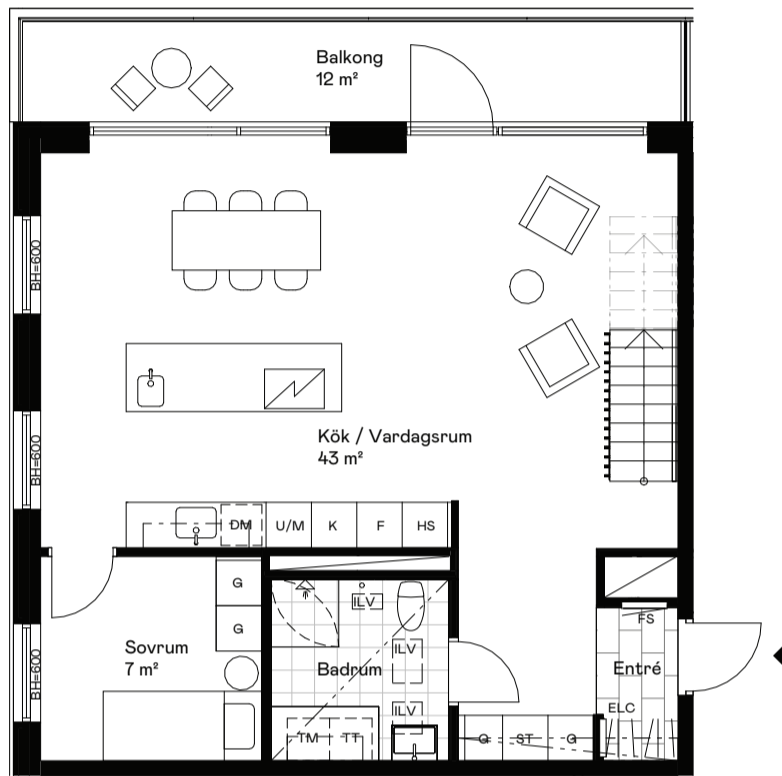 Balkong
12 m²
BH=600
BH=600
Kök / Vardagsrum
43 m²
DM U/M K F HS
G
G
ILV
FS
Sovrum
7 m²
BH=600
Badrum
ILV
Entré
ILV
ELC
TM TT
G ST G